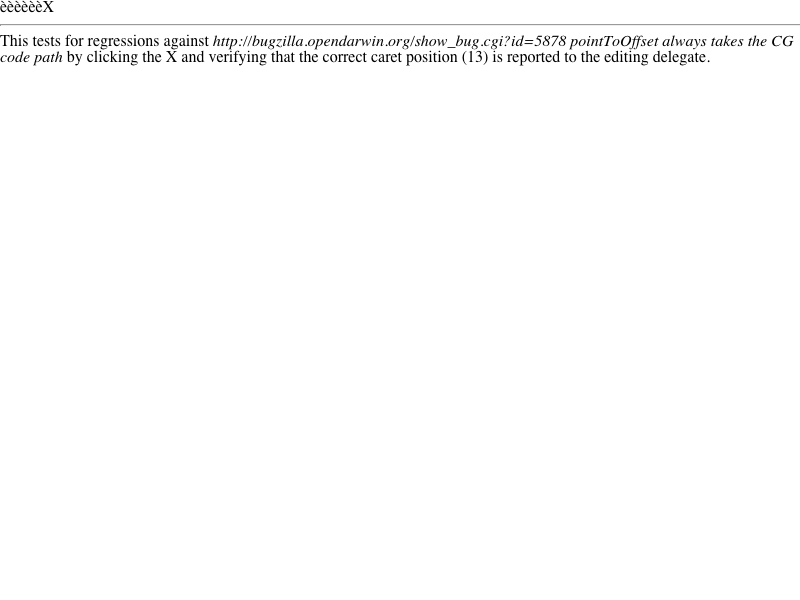 èèèèèèX
This tests for regressions against http://bugzilla.opendarwin.org/show_bug.cgi?id=5878 pointToOffset always takes the CG
code path by clicking the X and verifying that the correct caret position (13) is reported to the editing delegate.